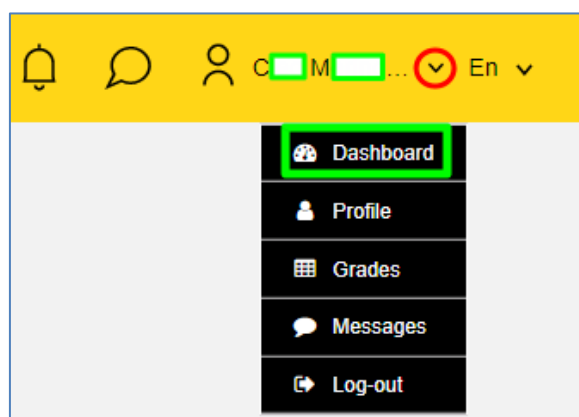 C M ... En
Dashboard
Profile
Grades
Messages
Log-out